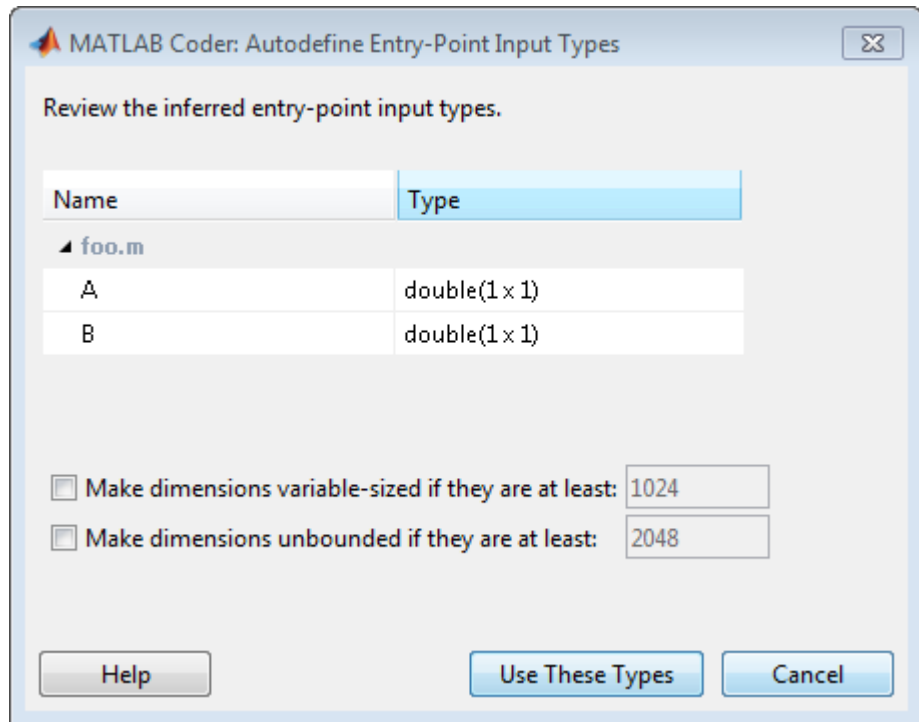 MATLAB Coder: Autodefine Entry-Point Input Types
Review the inferred entry-point input types.
Name Type
foo.m
A double(1 x 1)
B double(1 x 1)
Make dimensions variable-sized if they are at least: 1024
Make dimensions unbounded if they are at least: 2048
Help Use These Types Cancel